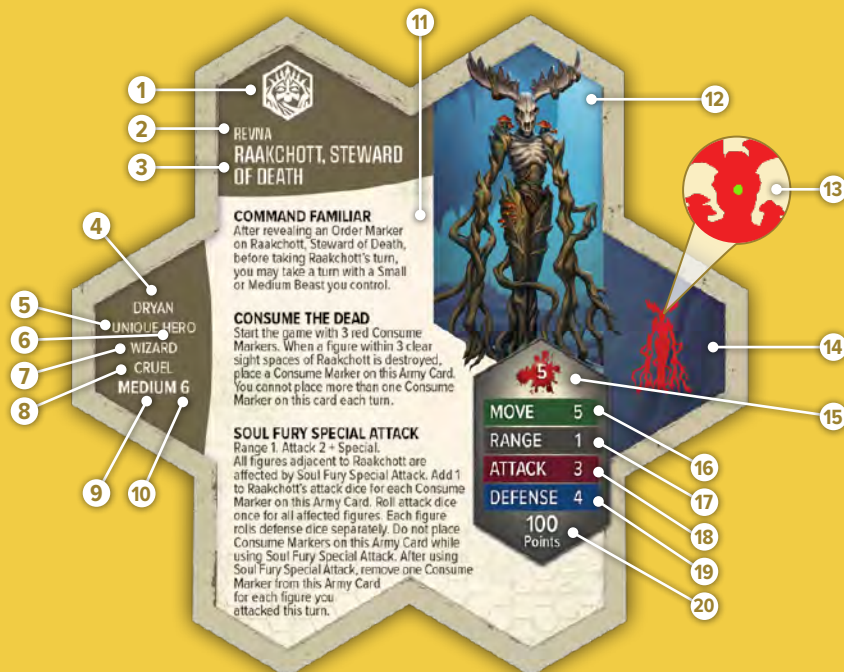 1
2
3
4
5
6
7
8
9
10
11
12
13
14
15
16
17
18
19
20
REVNA
RAAKCHOTT, STEWARD
OF DEATH
DRYAN
UNIQUE HERO
WIZARD
CRUEL
MEDIUM 6
COMMAND FAMILIAR
After revealing an Order Marker
on Raakchott, Steward of Death,
before taking Raakchott's turn,
you may take a turn with a Small
or Medium Beast you control.
CONSUME THE DEAD
Start the game with 3 red Consume
Markers. When a figure within 3 clear
sight spaces of Raakchott is destroyed,
place a Consume Marker on this Army Card.
You cannot place more than one Consume
Marker on this card each turn.
SOUL FURY SPECIAL ATTACK
Range 1. Attack 2 + Special.
All figures adjacent to Raakchott are
affected by Soul Fury Special Attack. Add 1
to Raakchott's attack dice for each Consume
Marker on this Army Card. Roll attack dice
once for all affected figures. Each figure
rolls defense dice separately. Do not place
Consume Markers on this Army Card while
using Soul Fury Special Attack. After using
Soul Fury Special Attack, remove one Consume
Marker from this Army Card
for each figure you
attacked this turn.
5
MOVE 5
RANGE 1
ATTACK 3
DEFENSE 4
100
Points